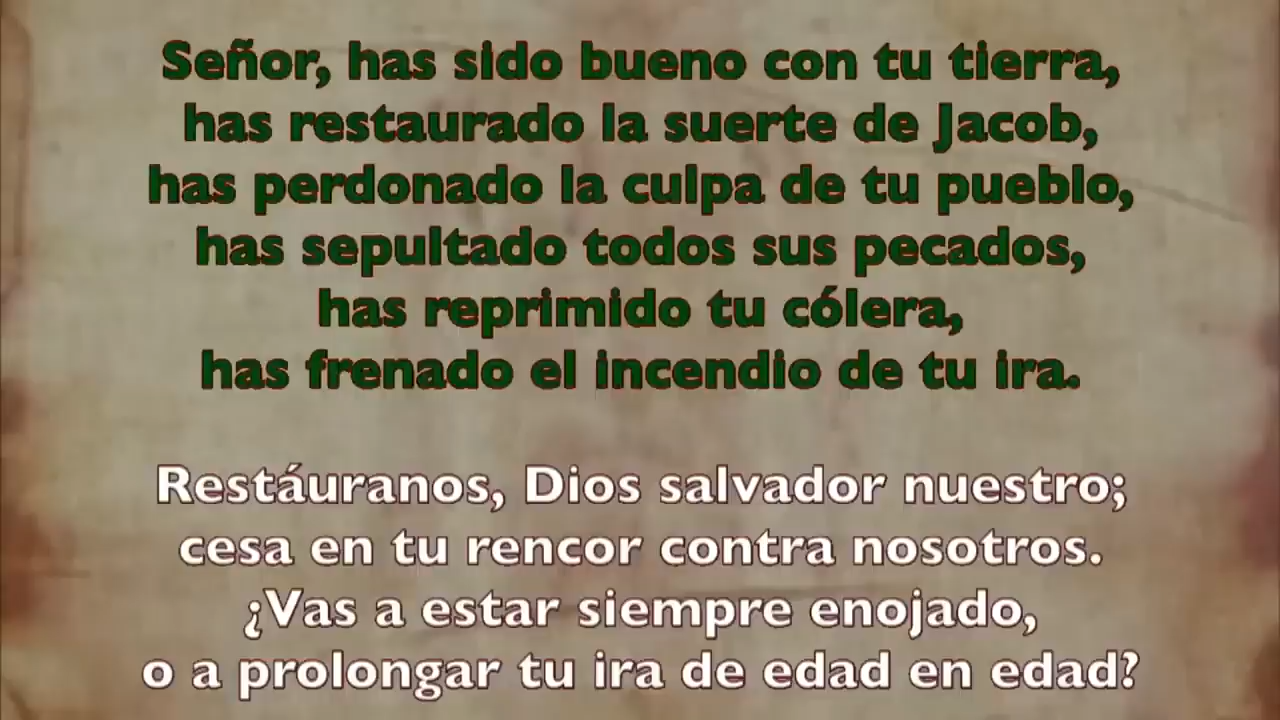 Señor, has sido bueno con tu tierra,
has restaurado la suerte de Jacob,
has perdonado la culpa de tu pueblo,
has sepultado todos sus pecados,
has reprimido tu cólera,
has frenado el incendio de tu ira.
Restáuranos, Dios salvador nuestro;
cesa en tu rencor contra nosotros.
¿Vas a estar siempre enojado,
o a prolongar tu ira de edad en edad?